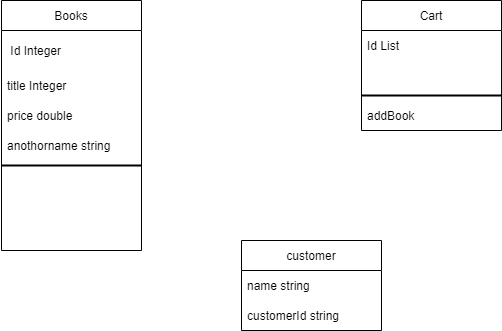 Books
Id Integer
title Integer
price double
anothorname string
Cart
Id List
addBook
customer
name string
customerId string